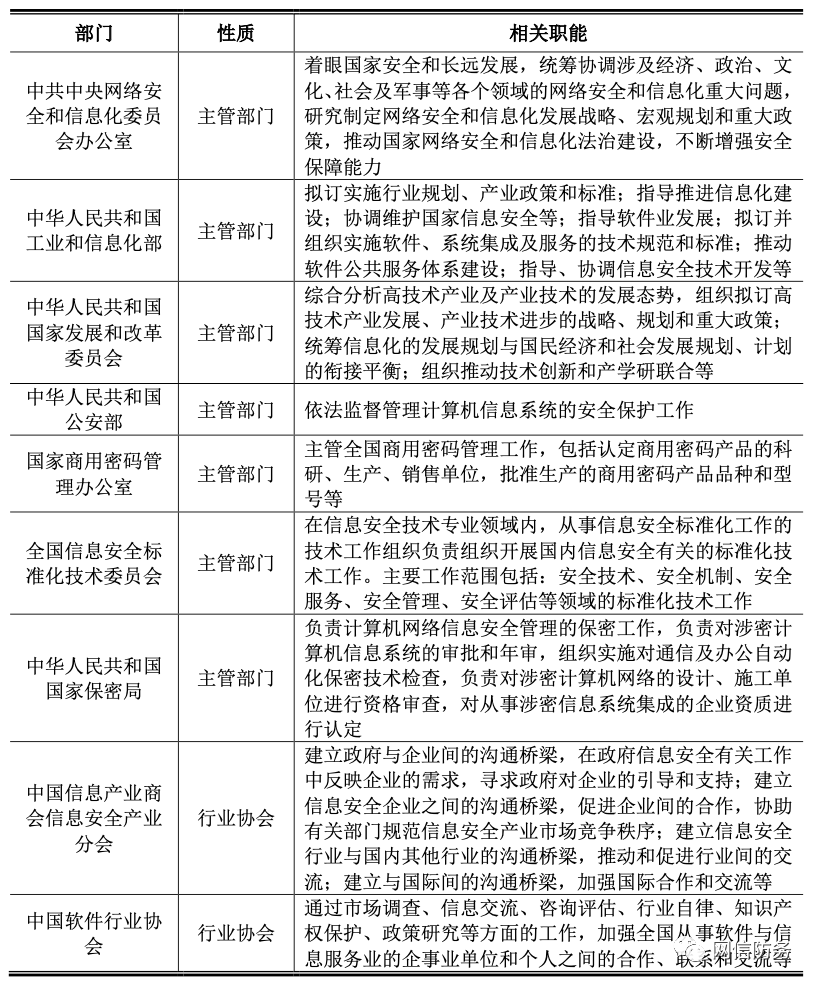 部门 性质 相关职能
中共中央网络安
全和信息化委员
会办公室
主管部门
着眼国家安全和长远发展，统筹协调涉及经济、政治、文
化、社会及军事等各个领域的网络安全和信息化重大问题，
研究制定网络安全和信息化发展战略、宏观规划和重大政
策，推动国家网络安全和信息化法治建设，不断增强安全
保障能力
中华人民共和国
工业和信息化部
主管部门
拟订实施行业规划、产业政策和标准；指导推进信息化建
设；协调维护国家信息安全等；指导软件业发展；拟订并
组织实施软件、系统集成及服务的技术规范和标准；推动
软件公共服务体系建设；指导、协调信息安全技术开发等
中华人民共和国
国家发展和改革
委员会
主管部门
综合分析高技术产业及产业技术的发展态势，组织拟订高
技术产业发展、产业技术进步的战略、规划和重大政策；
统筹信息化的发展规划与国民经济和社会发展规划、计划
的衔接平衡；组织推动技术创新和产学研联合等
中华人民共和国
公安部
主管部门
依法监督管理计算机信息系统的安全保护工作
国家商用密码管
理办公室
主管部门
主管全国商用密码管理工作，包括认定商用密码产品的科
研、生产、销售单位，批准生产的商用密码产品品种和型
号等
全国信息安全标
准化技术委员会
主管部门
在信息安全技术专业领域内，从事信息安全标准化工作的
技术工作组织负责组织开展国内信息安全有关的标准化技
术工作。主要工作范围包括：安全技术、安全机制、安全
服务、安全管理、安全评估等领域的标准化技术工作
中华人民共和国
国家保密局
主管部门
负责计算机网络信息安全管理的保密工作，负责对涉密计
算机信息系统的审批和年审，组织实施对通信及办公自动
化保密技术检查，负责对涉密计算机网络的设计、施工单
位进行资格审查，对从事涉密信息系统集成的企业资质进
行认定
中国信息产业商
会信息安全产业
分会
行业协会
建立政府与企业间的沟通桥梁，在政府信息安全有关工作
中反映企业的需求，寻求政府对企业的引导和支持；建立
信息安全企业之间的沟通桥梁，促进企业间的合作，协助
有关部门规范信息安全产业市场竞争秩序；建立信息安全
行业与国内其他行业的沟通桥梁，推动和促进行业间的交
流；建立与国际间的沟通桥梁，加强国际合作和交流等
中国软件行业协
会
行业协会
通过市场调查、信息交流、咨询评估、行业自律、知识产
权保护、政策研究等方面的工作，加强全国从事软件与信
息服务业的企事业单位和个人之间的合作、联系和交流等
网信防务